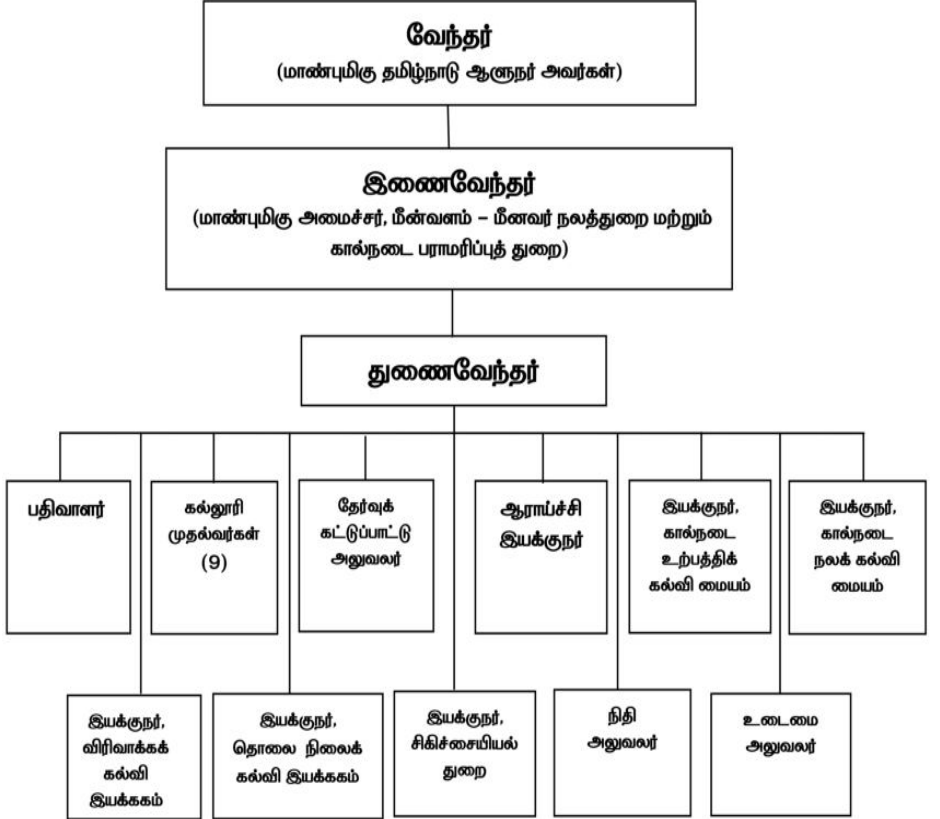 வேந்தர்
(மாண்புமிகு தமிழ்நாடு ஆளுநர் அவர்கள்)
இணைவேந்தர்
(மாண்புமிகு அமைச்சர், மீன்வளம் – மீனவர் நலத்துறை மற்றும்
கால்நடை பராமரிப்புத் துறை)
துணைவேந்தர்
பதிவாளர்
கல்லூரி
முதல்வர்கள்
(9)
தேர்வுக்
கட்டுப்பாட்டு
அலுவலர்
ஆராய்ச்சி
இயக்குநர்
இயக்குநர்,
கால்நடை
உற்பத்திக்
கல்வி மையம்
இயக்குநர்,
கால்நடை
நலக் கல்வி
மையம்
இயக்குநர்,
விரிவாக்கக்
கல்வி
இயக்ககம்
இயக்குநர்,
தொலை நிலைக்
கல்வி இயக்ககம்
இயக்குநர்,
சிகிச்சையியல்
துறை
நிதி
அலுவலர்
உடைமை
அலுவலர்